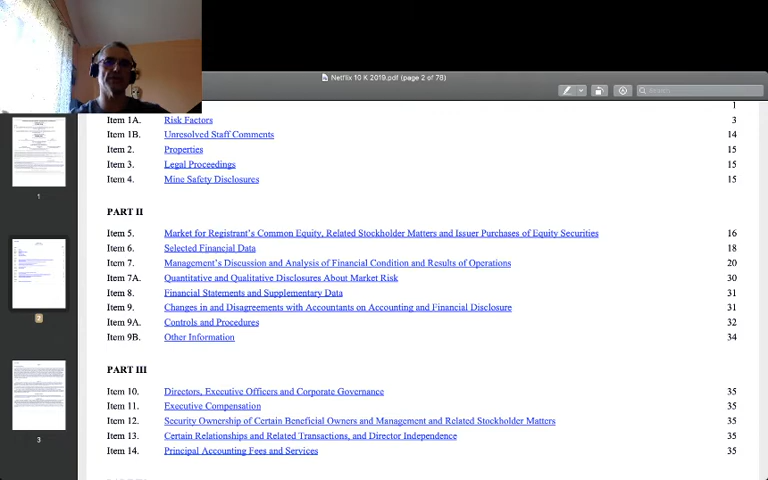 Netflix 10 K 2019.pdf (page 2 of 78)
Search
1
Item 1A. Risk Factors 3
Item 1B. Unresolved Staff Comments 14
Item 2. Properties 15
Item 3. Legal Proceedings 15
Item 4. Mine Safety Disclosures 15
PART II
Item 5. Market for Registrant's Common Equity, Related Stockholder Matters and Issuer Purchases of Equity Securities 16
Item 6. Selected Financial Data 18
Item 7. Management's Discussion and Analysis of Financial Condition and Results of Operations 20
Item 7A. Quantitative and Qualitative Disclosures About Market Risk 30
Item 8. Financial Statements and Supplementary Data 31
Item 9. Changes in and Disagreements with Accountants on Accounting and Financial Disclosure 31
Item 9A. Controls and Procedures 32
Item 9B. Other Information 34
PART III
Item 10. Directors, Executive Officers and Corporate Governance 35
Item 11. Executive Compensation 35
Item 12. Security Ownership of Certain Beneficial Owners and Management and Related Stockholder Matters 35
Item 13. Certain Relationships and Related Transactions, and Director Independence 35
Item 14. Principal Accounting Fees and Services 35
1
2
3